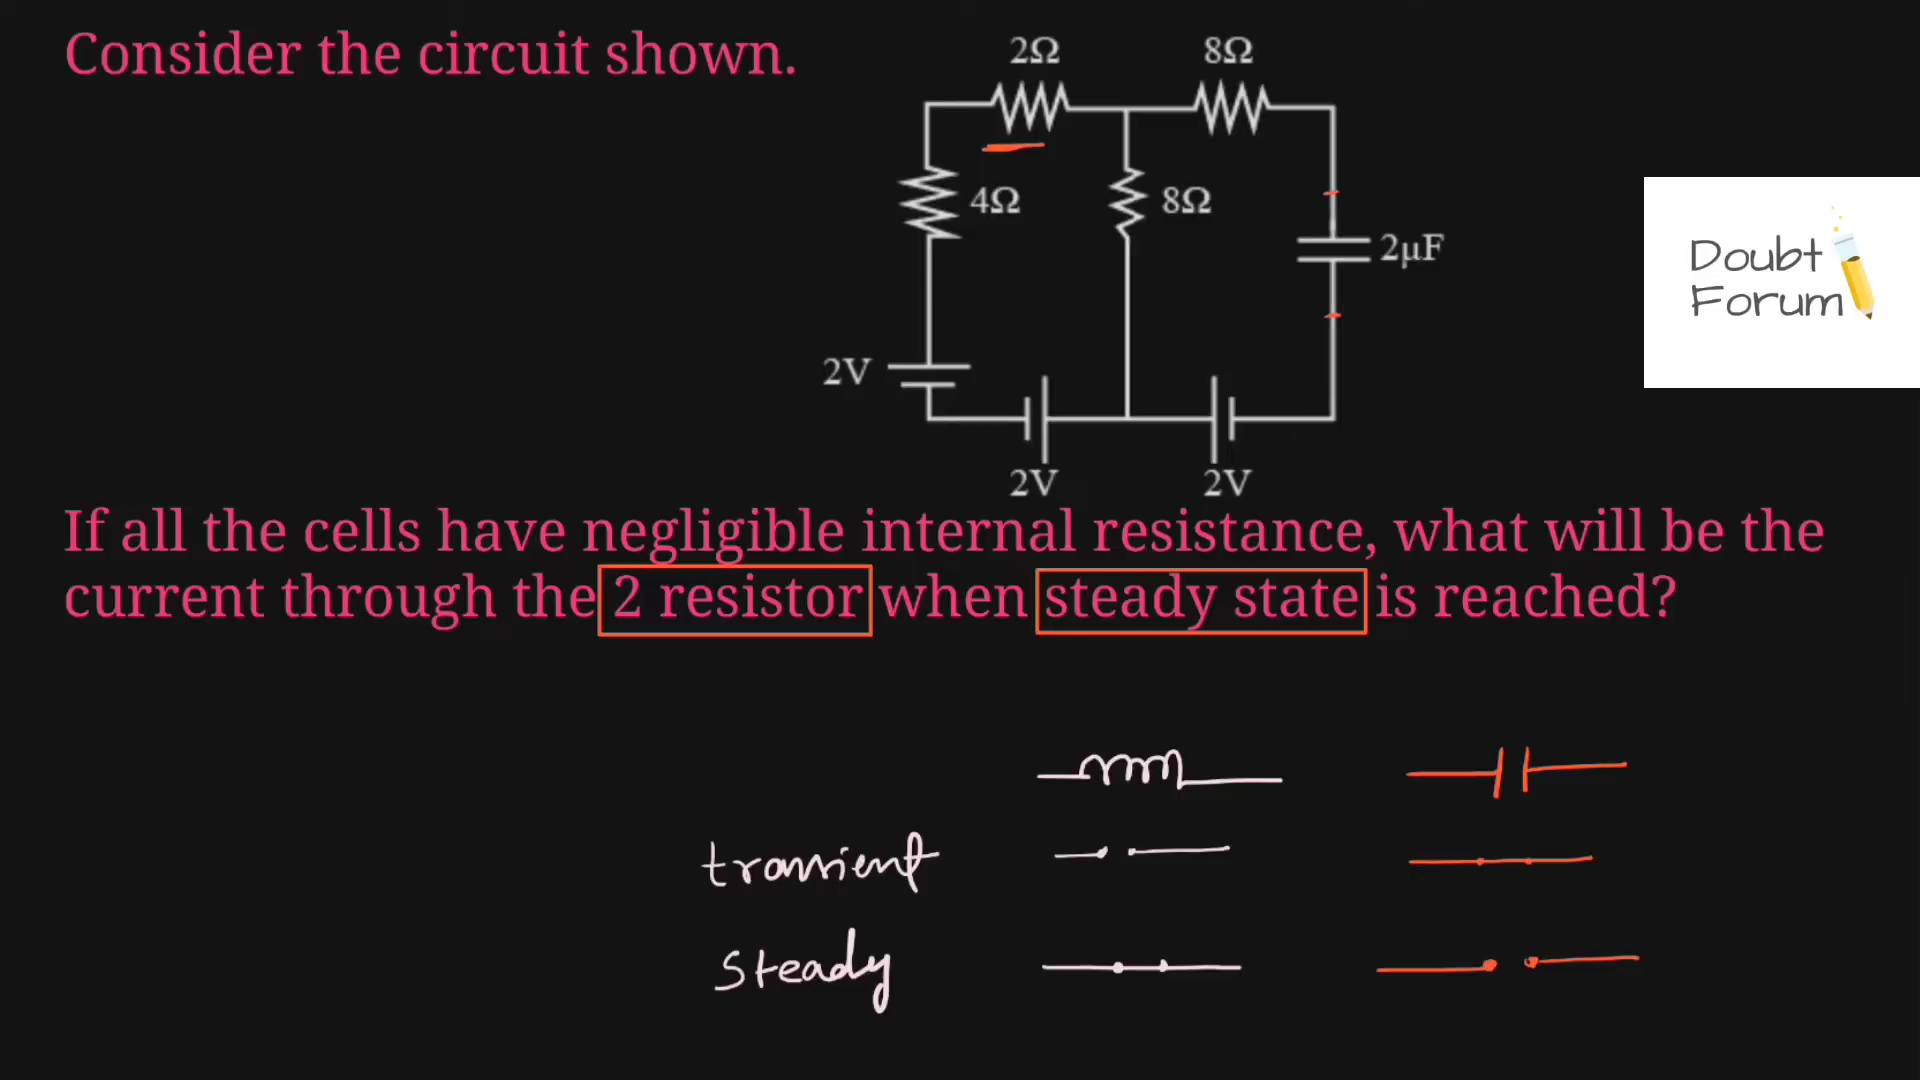 Consider the circuit shown.
2Ω
8Ω
4Ω
8Ω
2μF
2V
2V
2V
Doubt
Forum
If all the cells have negligible internal resistance, what will be the
current through the 2 resistor when steady state is reached?
transient
Steady